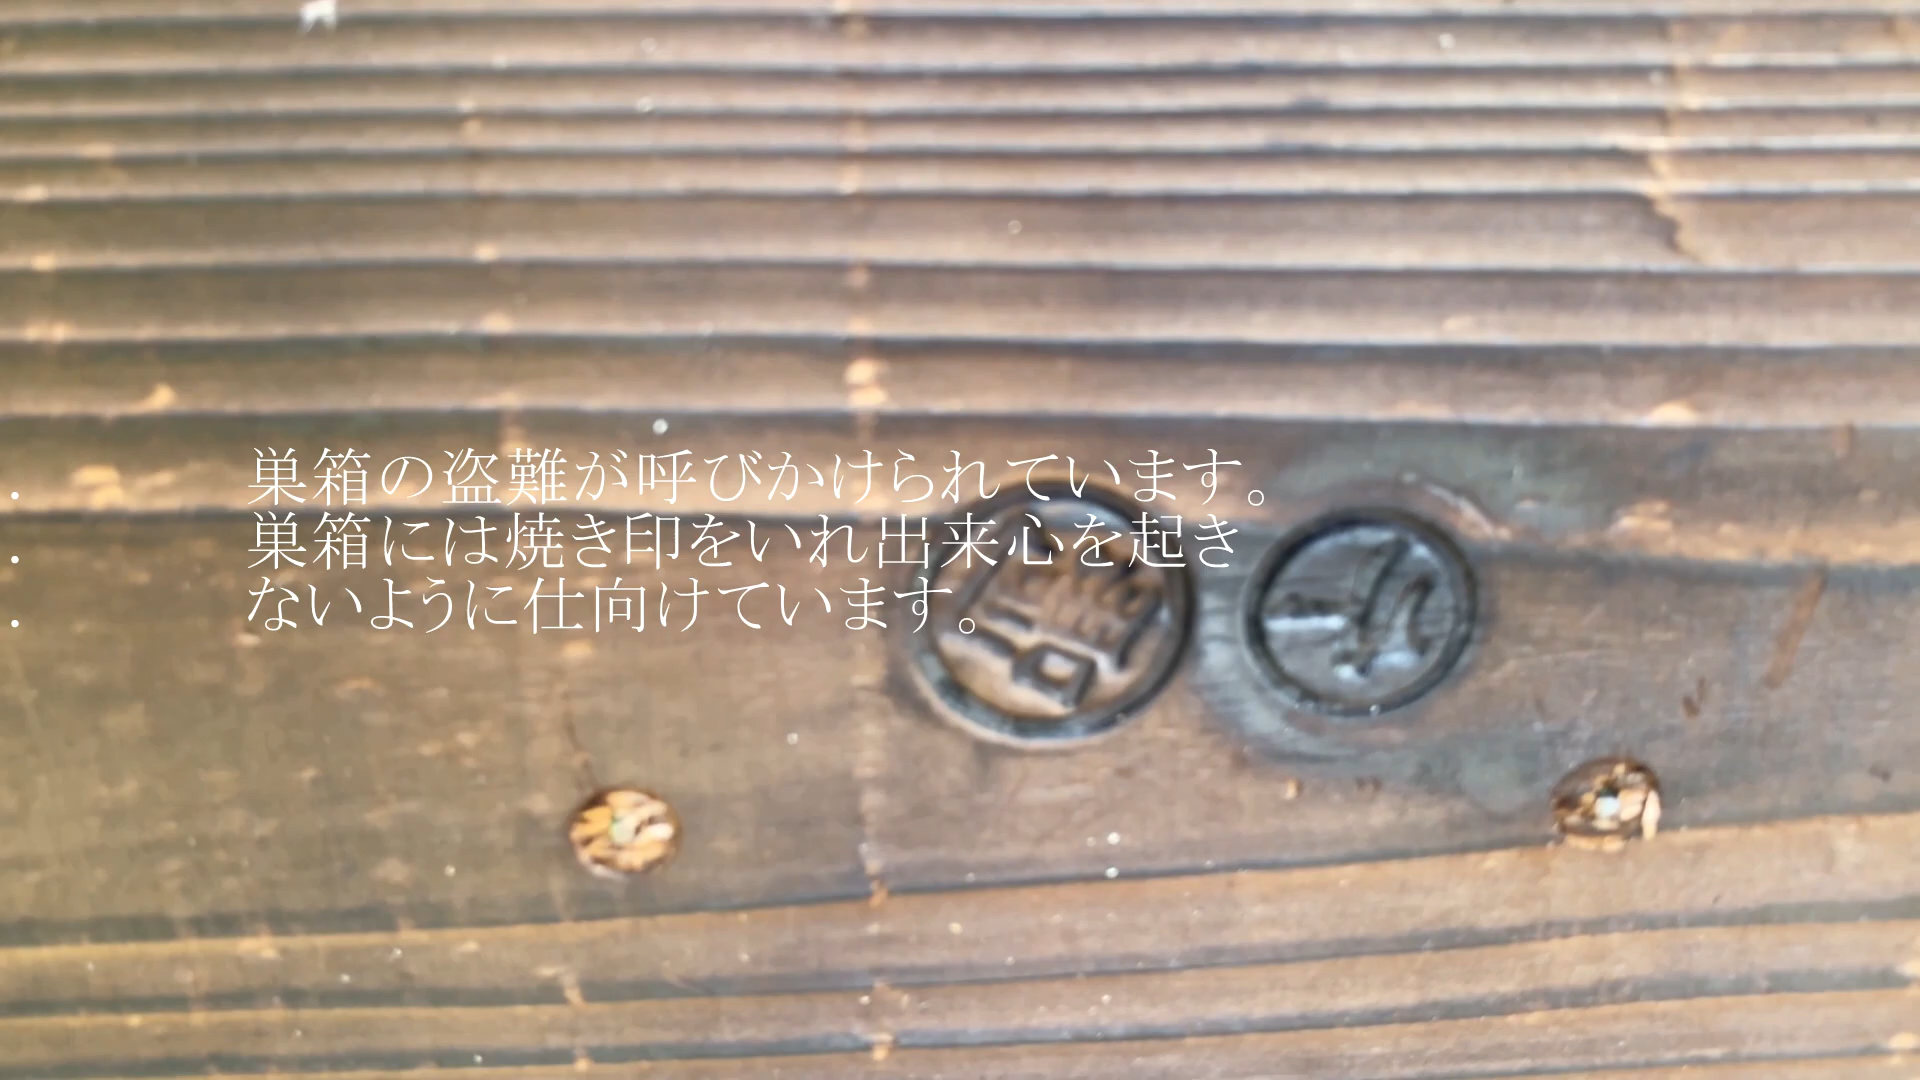 巣箱の盗難が呼びかけられています。
巣箱には焼き印をいれ出来心を起き
ないように仕向けています。